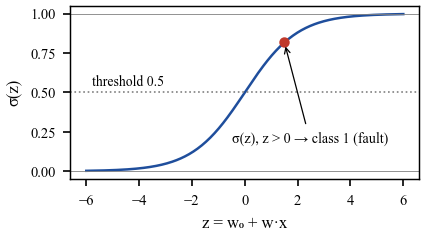 1.00
0.75
0.50
0.25
0.00
σ(z)
threshold 0.5
σ(z), z > 0 → class 1 (fault)
−6 −4 −2 0 2 4 6
z = w₀ + w·x